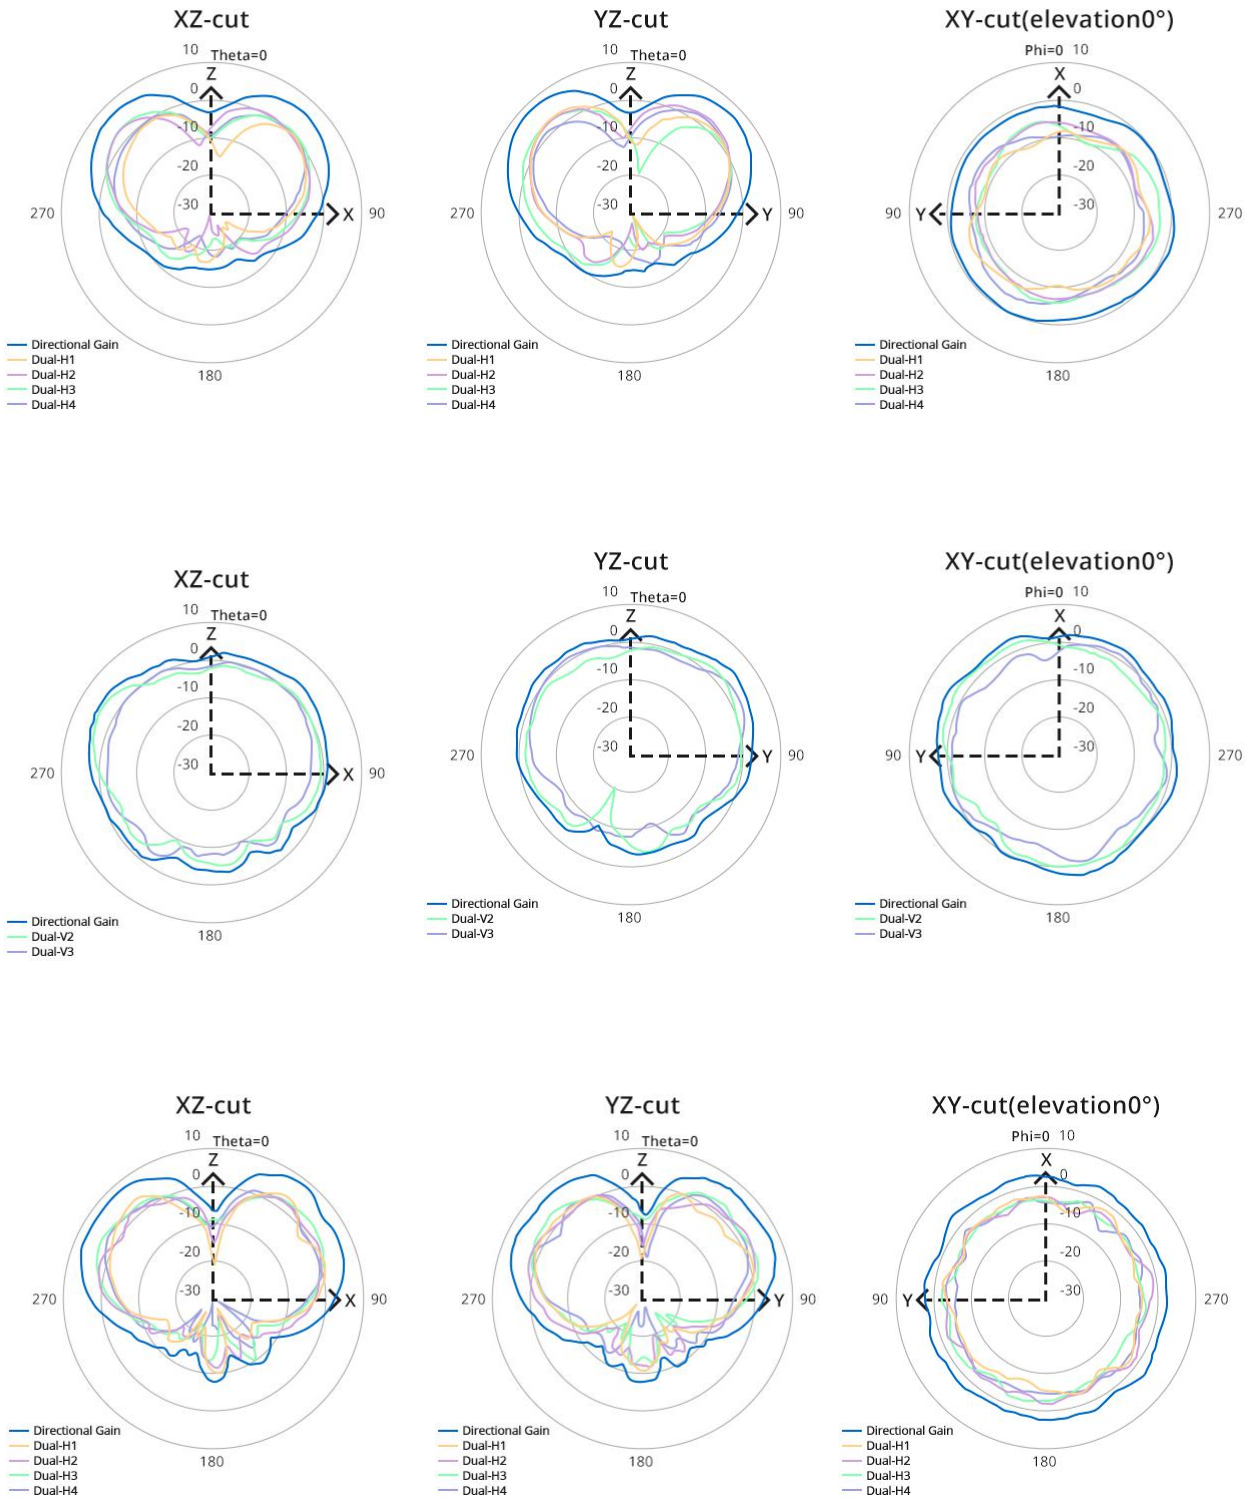 XZ-cut
10 Theta=0
Z
0
-10
-20
-30
270 X 90
Directional Gain
Dual-H1
Dual-H2
Dual-H3
Dual-H4
180
YZ-cut
10 Theta=0
Z
0
-10
-20
-30
270 Y 90
Directional Gain
Dual-H1
Dual-H2
Dual-H3
Dual-H4
180
XY-cut(elevation0°)
Phi=0 10
X
0
-10
-20
-30
90 Y 270
Directional Gain
Dual-H1
Dual-H2
Dual-H3
Dual-H4
180
XZ-cut
10 Theta=0
Z
0
-10
-20
-30
270 X 90
Directional Gain
Dual-V2
Dual-V3
180
YZ-cut
10 Theta=0
Z
0
-10
-20
-30
270 Y 90
Directional Gain
Dual-V2
Dual-V3
180
XY-cut(elevation0°)
Phi=0 10
X
0
-10
-20
-30
90 Y 270
Directional Gain
Dual-V2
Dual-V3
180
XZ-cut
10 Theta=0
Z
0
-10
-20
-30
270 X 90
Directional Gain
Dual-H1
Dual-H2
Dual-H3
Dual-H4
180
YZ-cut
10 Theta=0
Z
0
-10
-20
-30
270 Y 90
Directional Gain
Dual-H1
Dual-H2
Dual-H3
Dual-H4
180
XY-cut(elevation0°)
Phi=0 10
X
0
-10
-20
-30
90 Y 270
Directional Gain
Dual-H1
Dual-H2
Dual-H3
Dual-H4
180